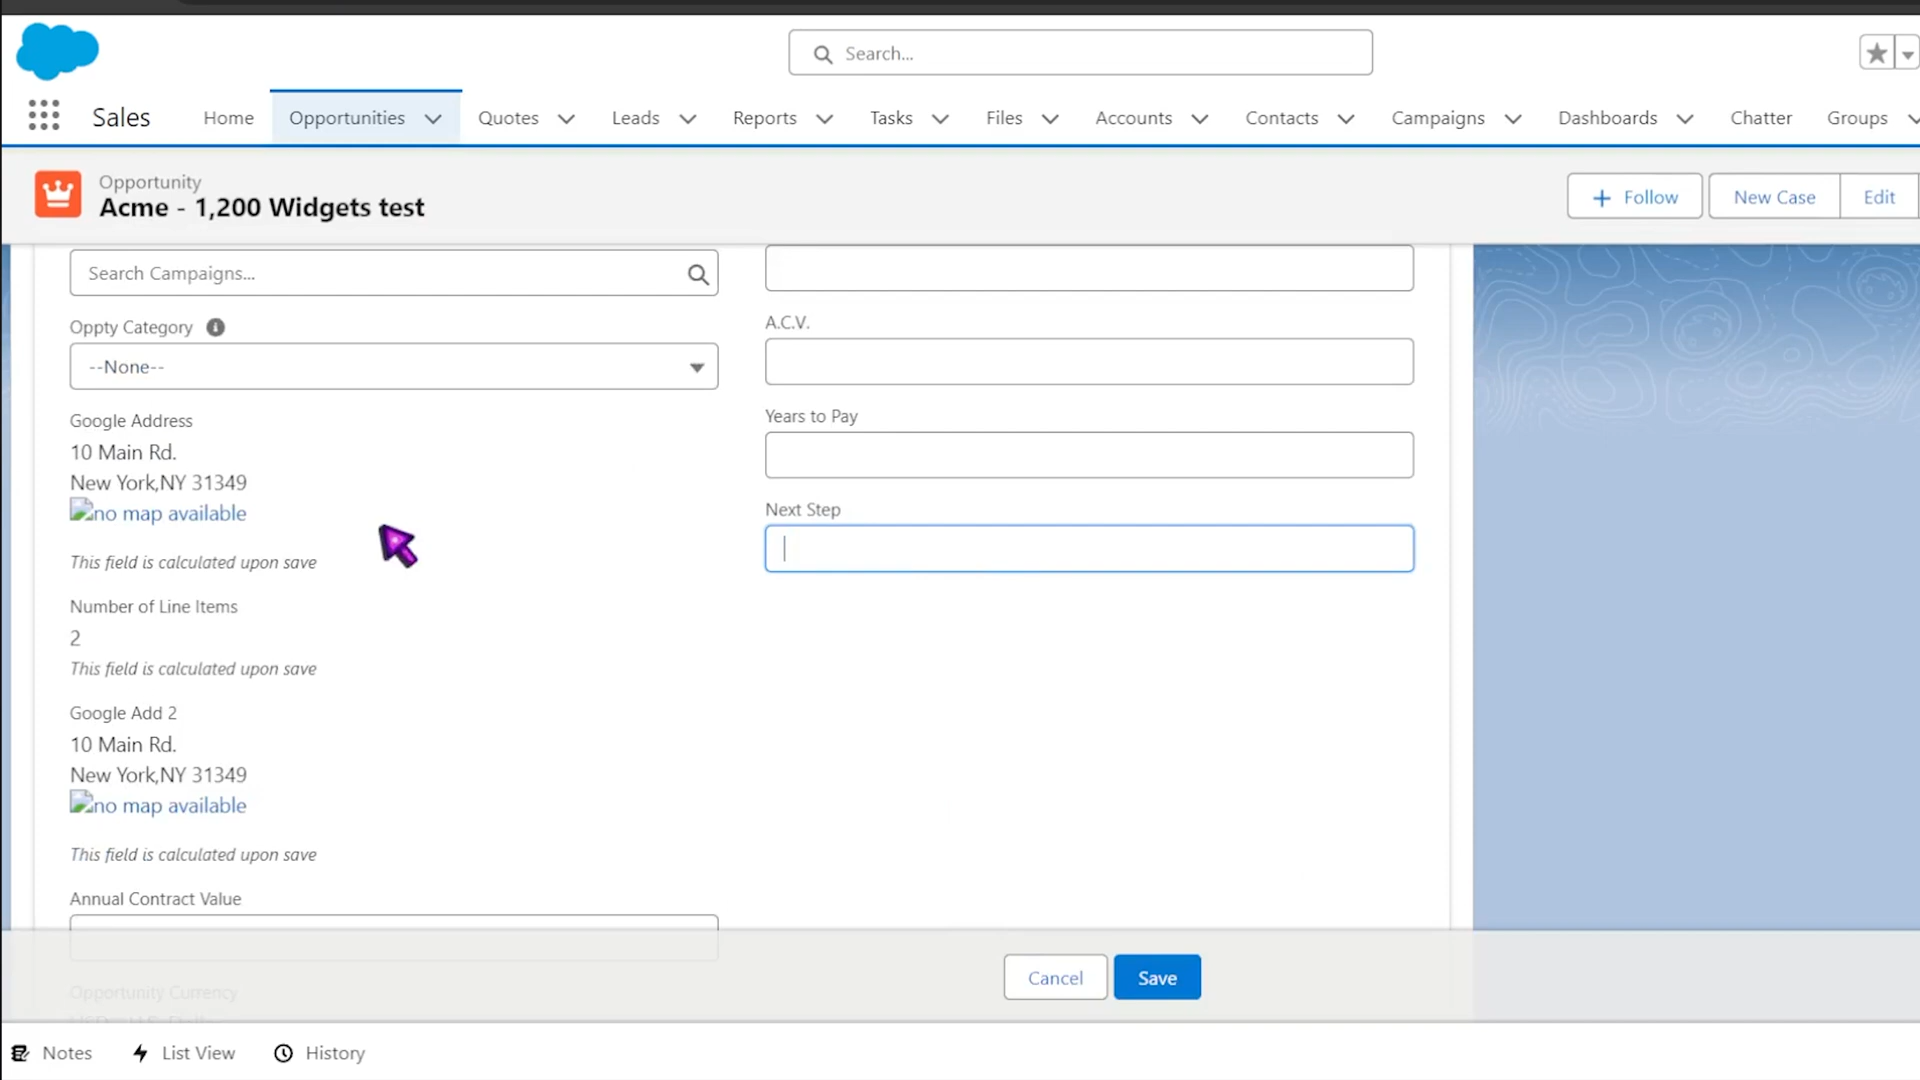 Search...
Sales
Home
Opportunities
Quotes
Leads
Reports
Tasks
Files
Accounts
Contacts
Campaigns
Dashboards
Chatter
Groups
Opportunity
Acme - 1,200 Widgets test
Follow
New Case
Edit
Search Campaigns...
Oppty Category
--None--
Google Address
10 Main Rd.
New York,NY 31349
no map available
This field is calculated upon save
Number of Line Items
2
This field is calculated upon save
Google Add 2
10 Main Rd.
New York,NY 31349
no map available
This field is calculated upon save
Annual Contract Value
Opportunity Currency
A.C.V.
Years to Pay
Next Step
Cancel
Save
Notes
List View
History